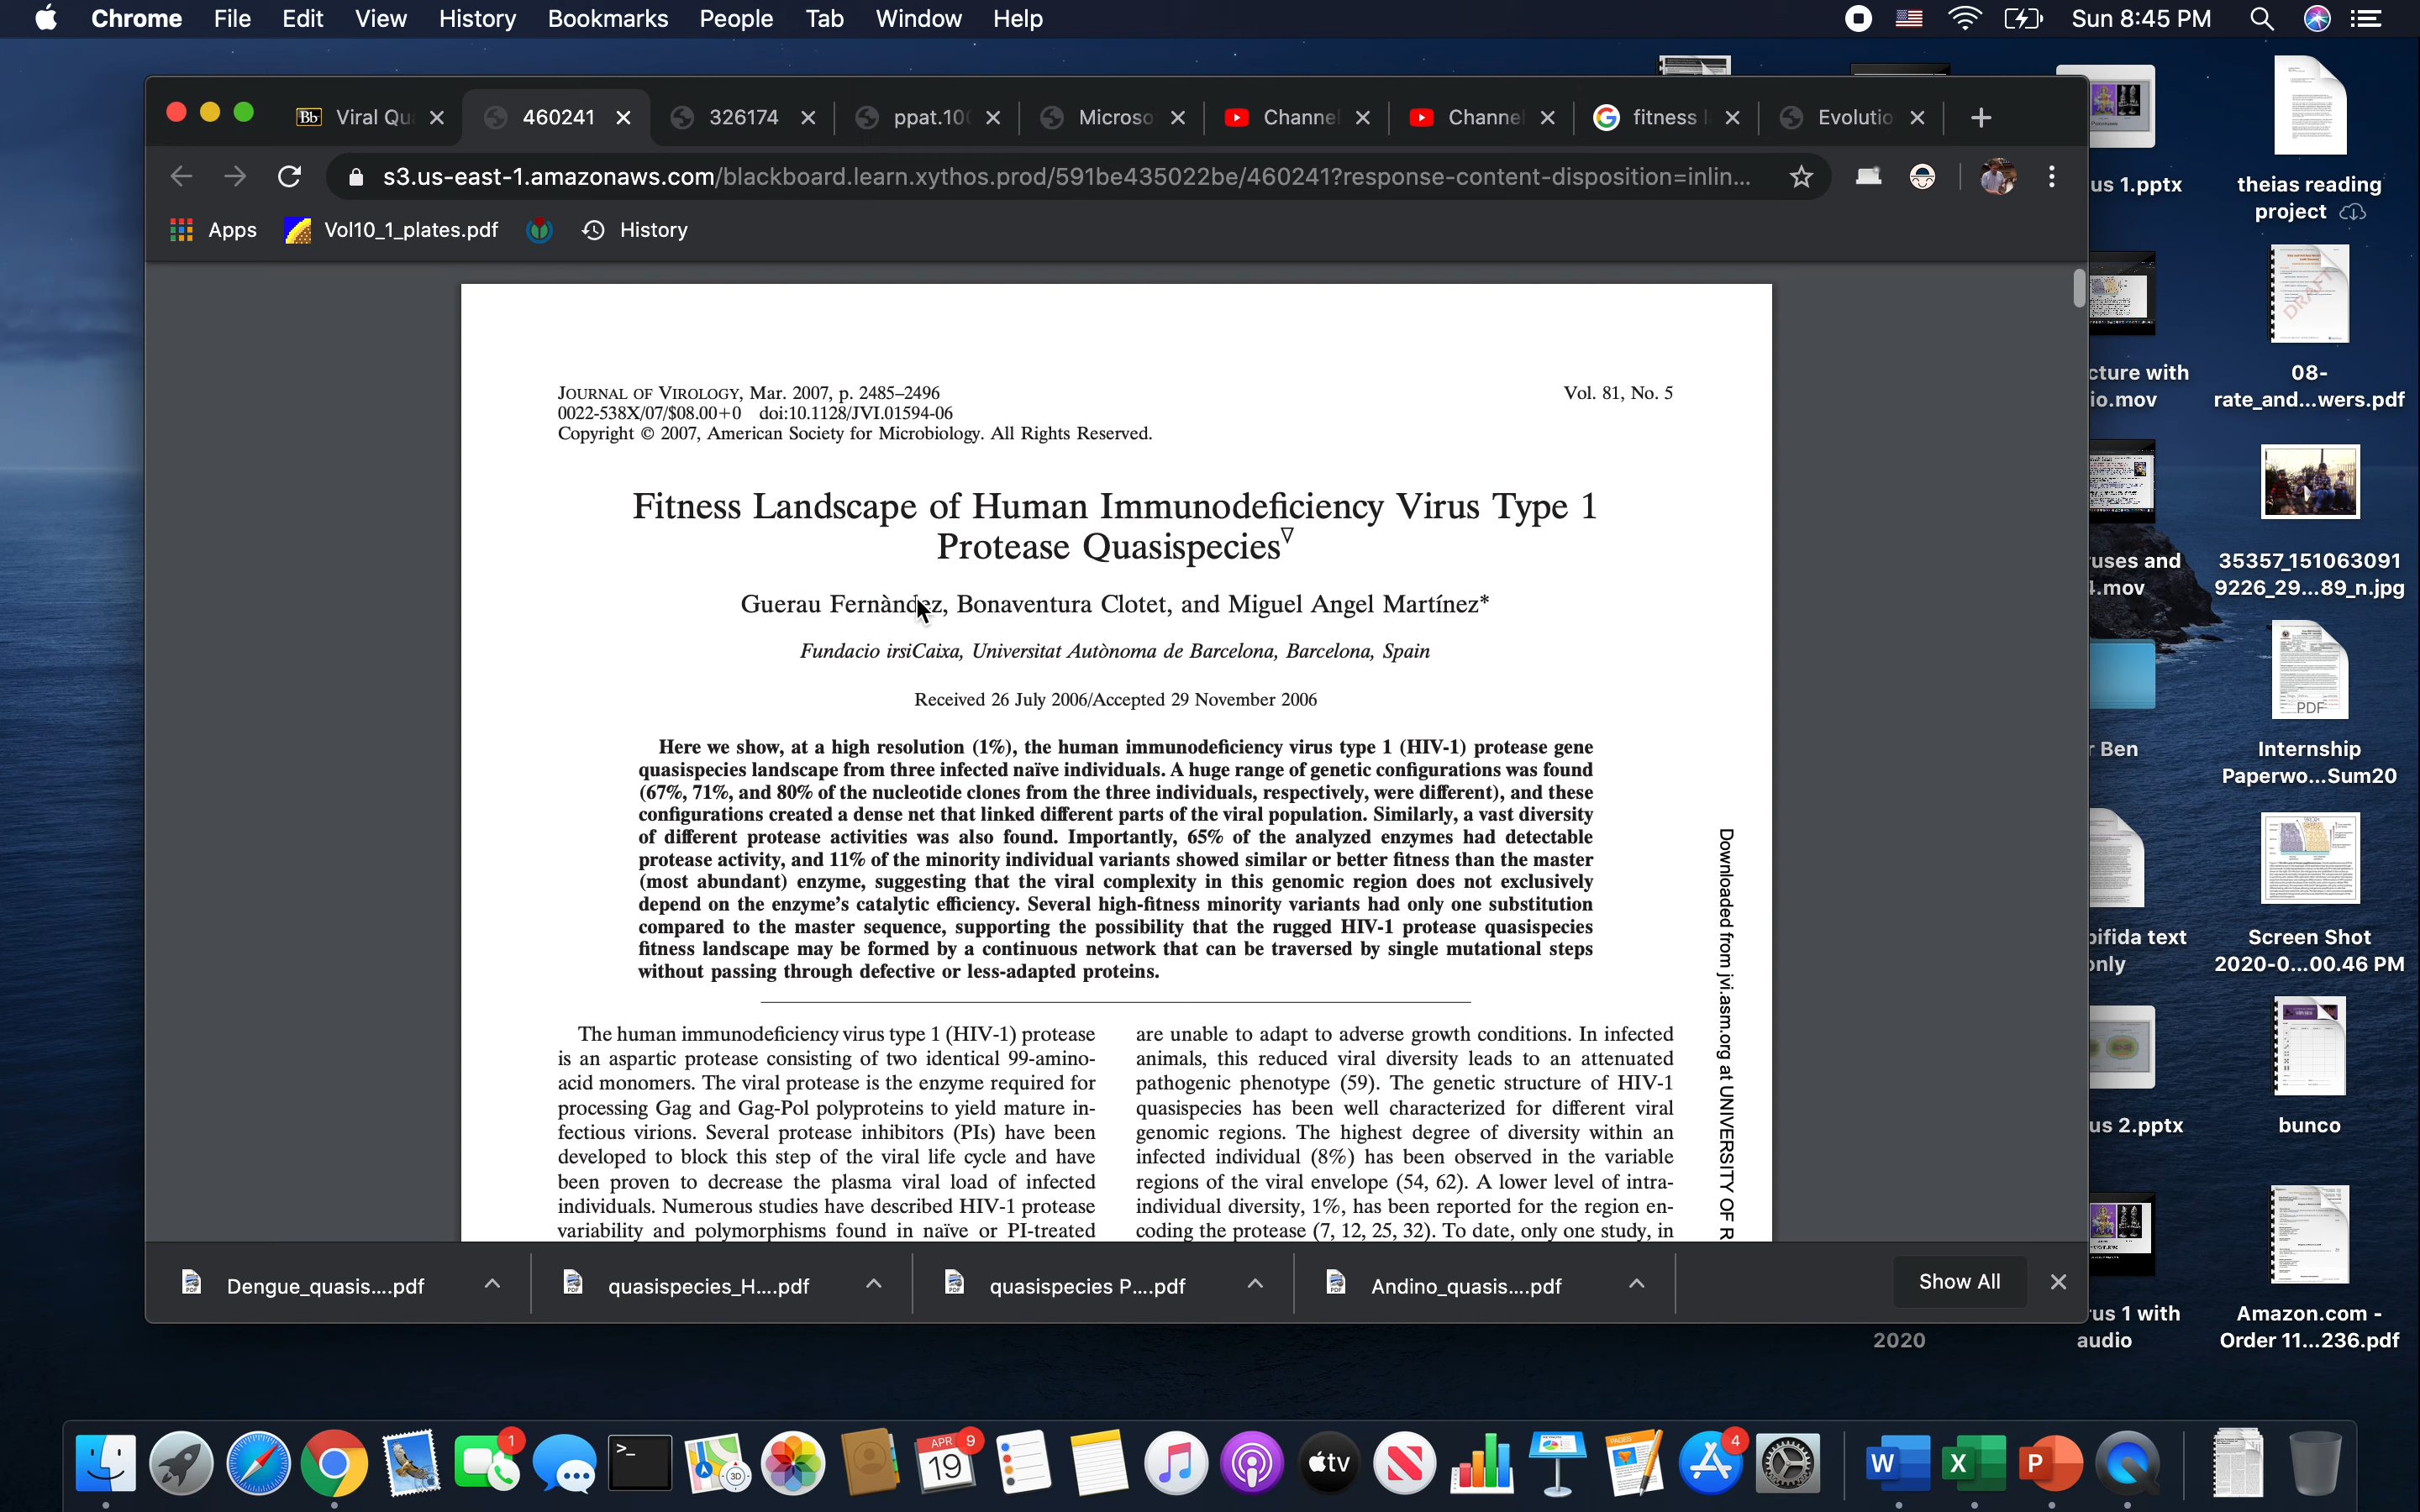 Chrome File Edit View History Bookmarks People Tab Window Help Sun 8:45 PM
Bb Viral Qu 460241 326174 ppat.10 Microso Channel Channel fitness l Evolutio
s3.us-east-1.amazonaws.com/blackboard.learn.xythos.prod/591be435022be/460241?response-content-disposition=inlin...
Apps Vol10_1_plates.pdf History
JOURNAL OF VIROLOGY, Mar. 2007, p. 2485–2496 Vol. 81, No. 5
0022-538X/07/$08.00+0 doi:10.1128/JVI.01594-06
Copyright © 2007, American Society for Microbiology. All Rights Reserved.
Fitness Landscape of Human Immunodeficiency Virus Type 1
Protease Quasispecies∇
Guerau Fernàndez, Bonaventura Clotet, and Miguel Angel Martínez*
Fundacio irsiCaixa, Universitat Autònoma de Barcelona, Barcelona, Spain
Received 26 July 2006/Accepted 29 November 2006
Here we show, at a high resolution (1%), the human immunodeficiency virus type 1 (HIV-1) protease gene
quasispecies landscape from three infected naïve individuals. A huge range of genetic configurations was found
(67%, 71%, and 80% of the nucleotide clones from the three individuals, respectively, were different), and these
configurations created a dense net that linked different parts of the viral population. Similarly, a vast diversity
of different protease activities was also found. Importantly, 65% of the analyzed enzymes had detectable
protease activity, and 11% of the minority individual variants showed similar or better fitness than the master
(most abundant) enzyme, suggesting that the viral complexity in this genomic region does not exclusively
depend on the enzyme's catalytic efficiency. Several high-fitness minority variants had only one substitution
compared to the master sequence, supporting the possibility that the rugged HIV-1 protease quasispecies
fitness landscape may be formed by a continuous network that can be traversed by single mutational steps
without passing through defective or less-adapted proteins.
The human immunodeficiency virus type 1 (HIV-1) protease
is an aspartic protease consisting of two identical 99-amino-
acid monomers. The viral protease is the enzyme required for
processing Gag and Gag-Pol polyproteins to yield mature in-
fectious virions. Several protease inhibitors (PIs) have been
developed to block this step of the viral life cycle and have
been proven to decrease the plasma viral load of infected
individuals. Numerous studies have described HIV-1 protease
variability and polymorphisms found in naïve or PI-treated
are unable to adapt to adverse growth conditions. In infected
animals, this reduced viral diversity leads to an attenuated
pathogenic phenotype (59). The genetic structure of HIV-1
quasispecies has been well characterized for different viral
genomic regions. The highest degree of diversity within an
infected individual (8%) has been observed in the variable
regions of the viral envelope (54, 62). A lower level of intra-
individual diversity, 1%, has been reported for the region en-
coding the protease (7, 12, 25, 32). To date, only one study, in
Downloaded from jvi.asm.org at UNIVERSITY OF R
Dengue_quasis....pdf quasispecies_H....pdf quasispecies P....pdf Andino_quasis....pdf Show All
us 1.pptx
theias reading
project
cture with
io.mov
08-
rate_and...wers.pdf
DRAFT
ruses and
4.mov
35357_151063091
9226_29...89_n.jpg
r Ben
PDF
Internship
Paperwo...Sum20
bifida text
only
Screen Shot
2020-0...00.46 PM
us 2.pptx
bunco
rus 1 with
audio
Amazon.com -
Order 11...236.pdf
2020
1
APR
19
9
3D
tv
PAGES
4
W
X
P